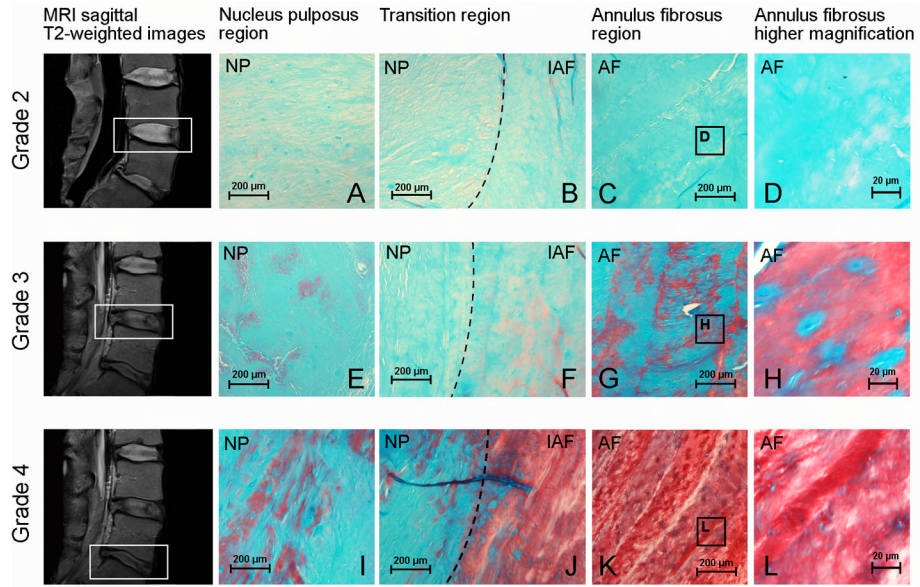 MRI sagittal
T2-weighted images
Nucleus pulposus
region
Transition region
Annulus fibrosus
region
Annulus fibrosus
higher magnification
Grade 2
NP
200 µm
A
NP
IAF
200 µm
B
AF
D
200 µm
C
AF
20 µm
D
Grade 3
NP
200 µm
E
NP
IAF
200 µm
F
AF
H
200 µm
G
AF
20 µm
H
Grade 4
NP
200 µm
I
NP
IAF
200 µm
J
AF
L
200 µm
K
AF
20 µm
L